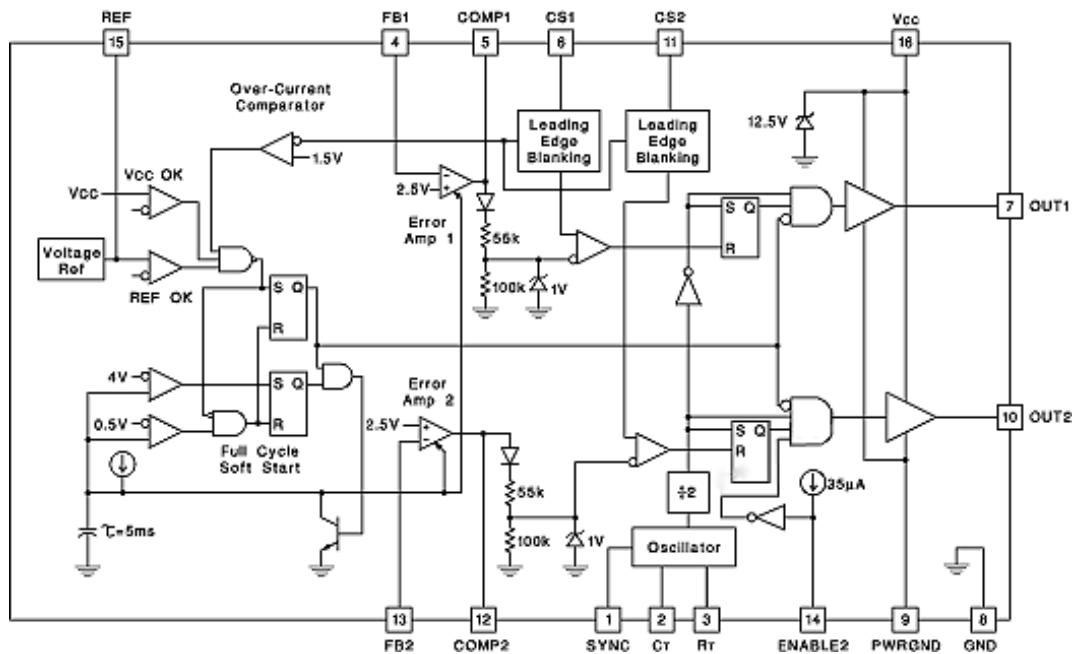 REF
FB1
COMP1
CS1
CS2
Vcc
15
4
5
6
11
16
Over-Current
Comparator
1.5V
Leading
Edge
Blanking
Leading
Edge
Blanking
12.5V
Vcc
Vcc OK
2.5V
Error
Amp 1
S Q
R
7
OUT1
Voltage
Ref
REF OK
55k
100k
1V
S Q
R
4V
S Q
R
0.5V
Full Cycle
Soft Start
Error
Amp 2
2.5V
S Q
R
10
OUT2
÷2
35µA
τ=5ms
55k
100k
1V
Oscillator
13
12
1
2
3
14
9
8
FB2
COMP2
SYNC
CT
RT
ENABLE2
PWRGND
GND